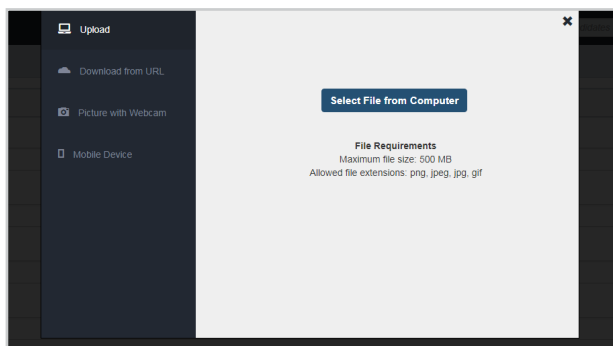 Upload
Download from URL
Picture with Webcam
Mobile Device
Select File from Computer
File Requirements
Maximum file size: 500 MB
Allowed file extensions: png, jpeg, jpg, gif